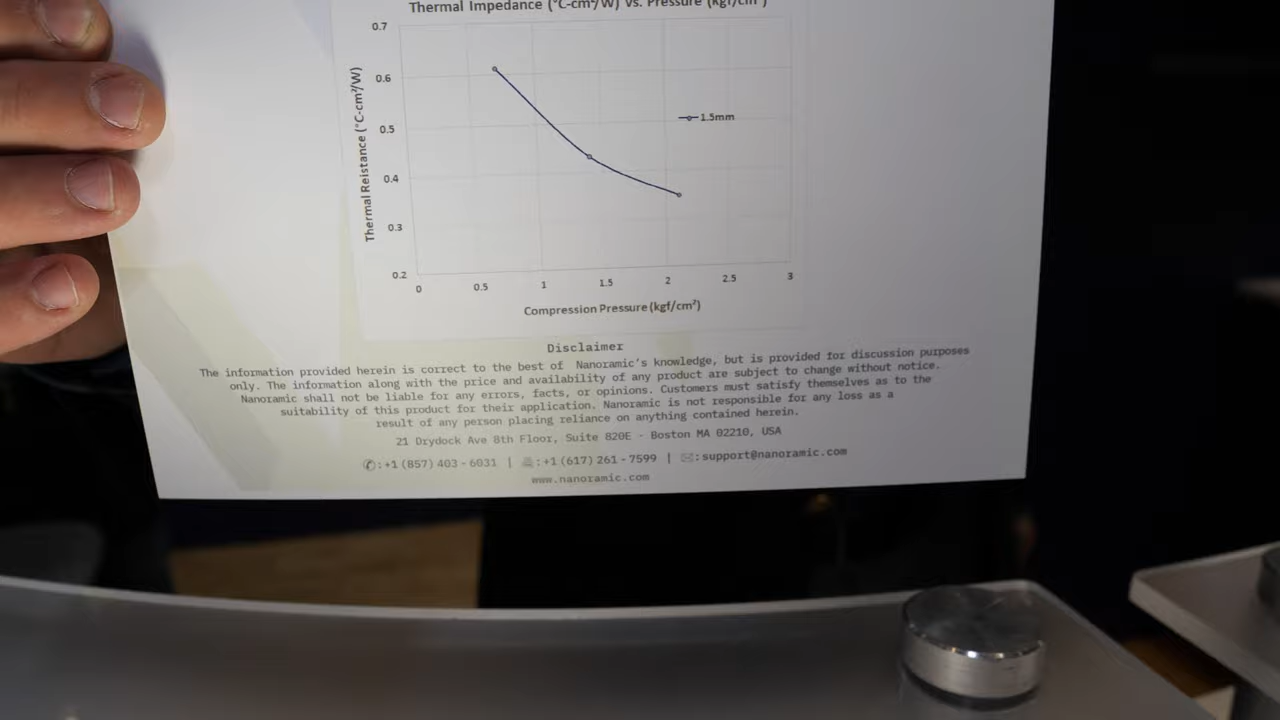 Thermal Impedance (°C-cm²/W) vs. Pressure (kgf/cm²)
0.7
0.6
0.5
0.4
0.3
0.2
Thermal Reistance (°C-cm²/W)
1.5mm
0 0.5 1 1.5 2 2.5 3
Compression Pressure (kgf/cm²)
Disclaimer
The information provided herein is correct to the best of Nanoramic's knowledge, but is provided for discussion purposes
only. The information along with the price and availability of any product are subject to change without notice.
Nanoramic shall not be liable for any errors, facts, or opinions. Customers must satisfy themselves as to the
suitability of this product for their application. Nanoramic is not responsible for any loss as a
result of any person placing reliance on anything contained herein.
21 Drydock Ave 8th Floor, Suite 820E - Boston MA 02210, USA
✆:+1 (857) 403 - 6031 | 📠:+1 (617) 261 - 7599 | ✉:support@nanoramic.com
www.nanoramic.com